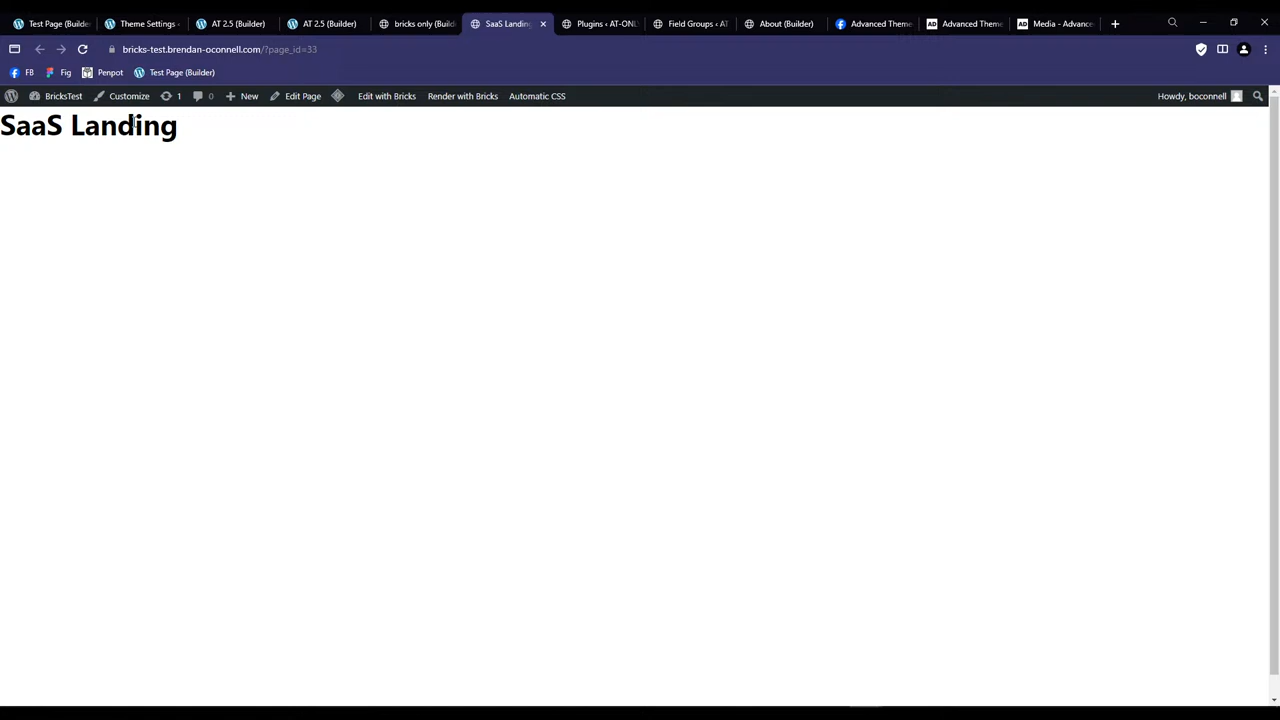 Test Page (Builde
Theme Settings
AT 2.5 (Builder)
AT 2.5 (Builder)
bricks only (Build
SaaS Landing
Plugins ‹ AT-ONL
Field Groups ‹ AT
About (Builder)
Advanced Theme
Advanced Theme
Media - Advance
bricks-test.brendan-oconnell.com/?page_id=33
FB
Fig
Penpot
Test Page (Builder)
BricksTest
Customize
1
0
New
Edit Page
Edit with Bricks
Render with Bricks
Automatic CSS
Howdy, boconnell
SaaS Landing